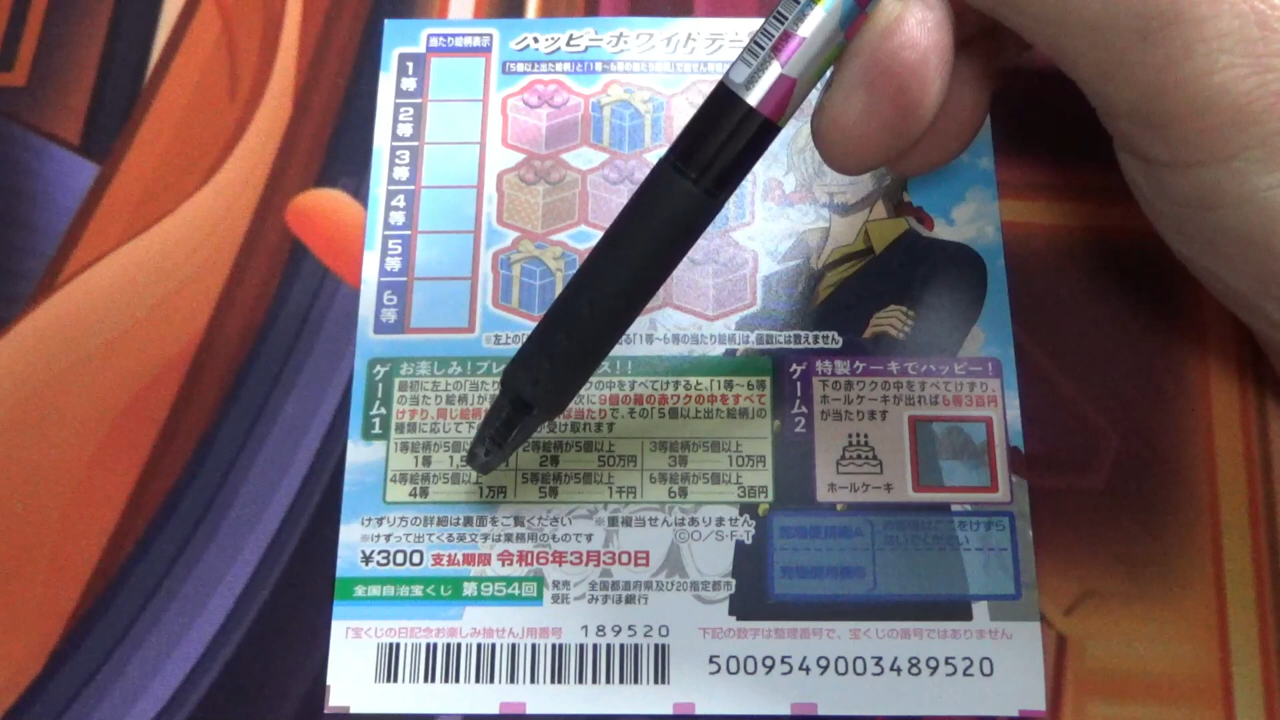 当たり絵柄表示
ハッピーホワイトデー
「5個以上出た絵柄」と「1等~6等の当たり絵柄」で
1等
2等
3等
4等
5等
6等
※左上の「
る「1等~6等の当たり絵柄」は、個数には数えません
ゲーム1
お楽しみ!プレ
ス!!
最初に左上の「当たり
クの中をすべてけずると、「1等~6等
の当たり絵柄」が
次に9個の箱の赤ワクの中をすべて
けずり、同じ絵柄が
ば当たりで、その「5個以上出た絵柄」の
種類に応じて下
が受け取れます
1等絵柄が5個以 2等絵柄が5個以上 3等絵柄が5個以上
1等 1,5 2等 50万円 3等 10万円
4等絵柄が5個以上 5等絵柄が5個以上 6等絵柄が5個以上
4等 1万円 5等 1千円 6等 3百円
ゲーム2
特製ケーキでハッピー!
下の赤ワクの中をすべてけずり、
ホールケーキが出れば6等3百円
が当たります
ホールケーキ
けずり方の詳細は裏面をご覧ください ※重複当せんはありません
※けずって出てくる英文字は業務用のものです ©O/S・F・T
¥300 支払期限 令和6年3月30日
全国自治宝くじ 第954回
発売 全国都道府県及び20指定都市
受託 みずほ銀行
をけずら
ないでください
「宝くじの日記念お楽しみ抽せん」用番号 189520
下記の数字は整理番号で、宝くじの番号ではありません
5009549003489520